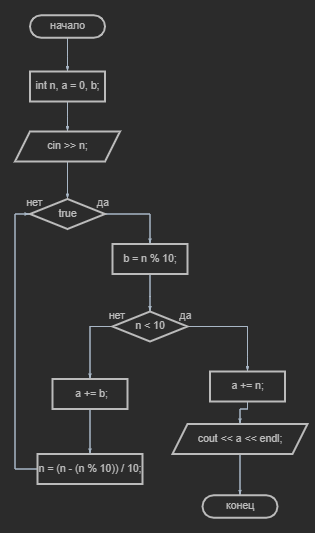 начало
int n, a = 0, b;
cin >> n;
нет
да
true
b = n % 10;
нет
да
n < 10
a += b;
a += n;
n = (n - (n % 10)) / 10;
cout << a << endl;
конец